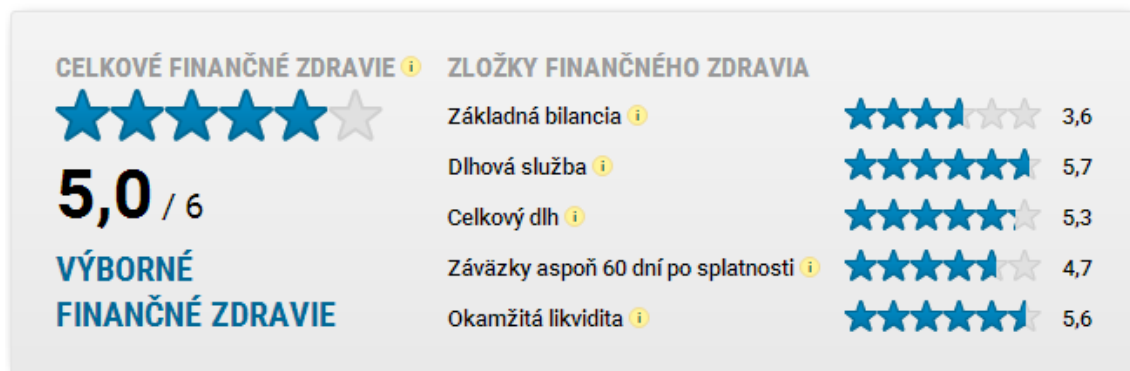 CELKOVÉ FINANČNÉ ZDRAVIE i
5,0 / 6
VÝBORNÉ
FINANČNÉ ZDRAVIE
ZLOŽKY FINANČNÉHO ZDRAVIA
Základná bilancia i 3,6
Dlhová služba i 5,7
Celkový dlh i 5,3
Záväzky aspoň 60 dní po splatnosti i 4,7
Okamžitá likvidita i 5,6